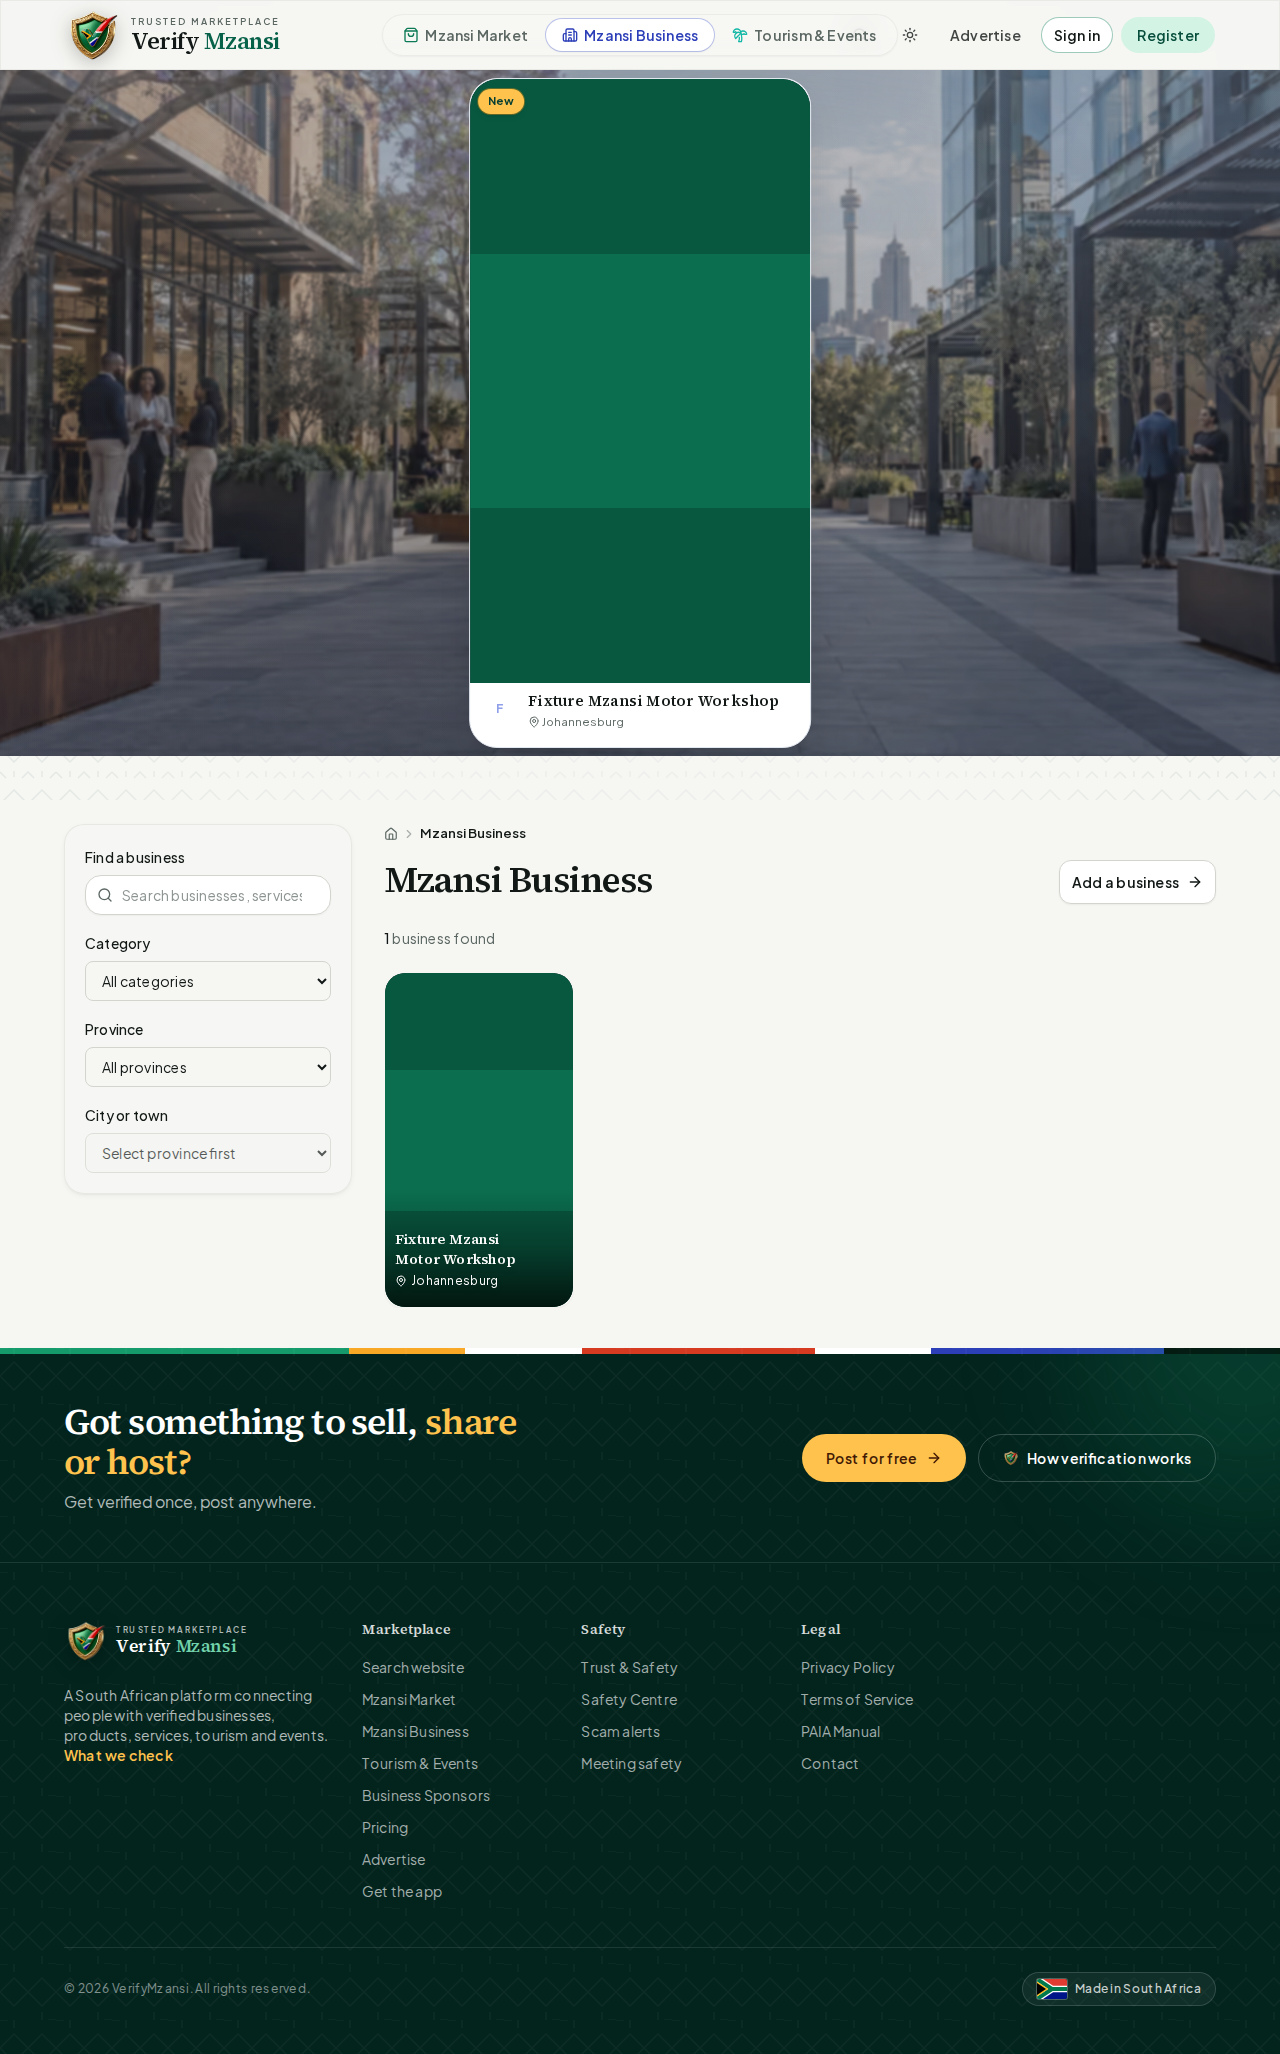 TRUSTED MARKETPLACE
Verify Mzansi
Mzansi Market
Mzansi Business
Tourism & Events
Advertise
Sign in
Register
New
F
Fixture Mzansi Motor Workshop
Johannesburg
Find a business
Search businesses, services
Category
All categories
Province
All provinces
City or town
Select province first
Mzansi Business
Mzansi Business
Add a business
1 business found
Fixture Mzansi
Motor Workshop
Johannesburg
Got something to sell, share
or host?
Get verified once, post anywhere.
Post for free
How verification works
TRUSTED MARKETPLACE
Verify Mzansi
A South African platform connecting
people with verified businesses,
products, services, tourism and events.
What we check
Marketplace
Search website
Mzansi Market
Mzansi Business
Tourism & Events
Business Sponsors
Pricing
Advertise
Get the app
Safety
Trust & Safety
Safety Centre
Scam alerts
Meeting safety
Legal
Privacy Policy
Terms of Service
PAIA Manual
Contact
© 2026 VerifyMzansi. All rights reserved.
Made in South Africa